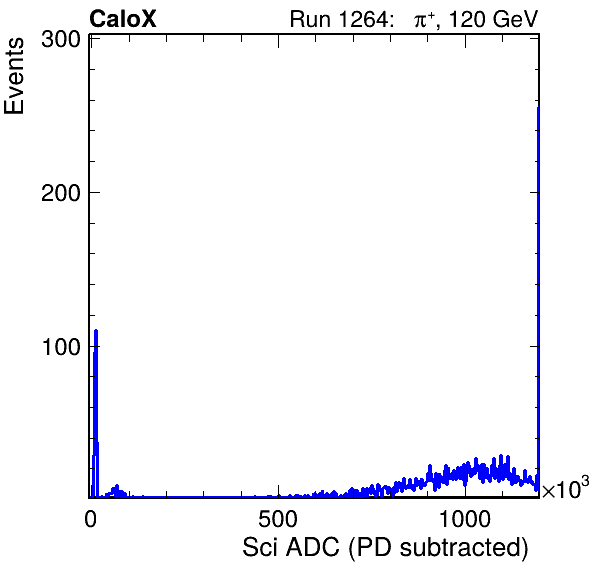 CaloX Run 1264: π⁺, 120 GeV
Events
300
200
100
0 500 1000 ×10³
Sci ADC (PD subtracted)